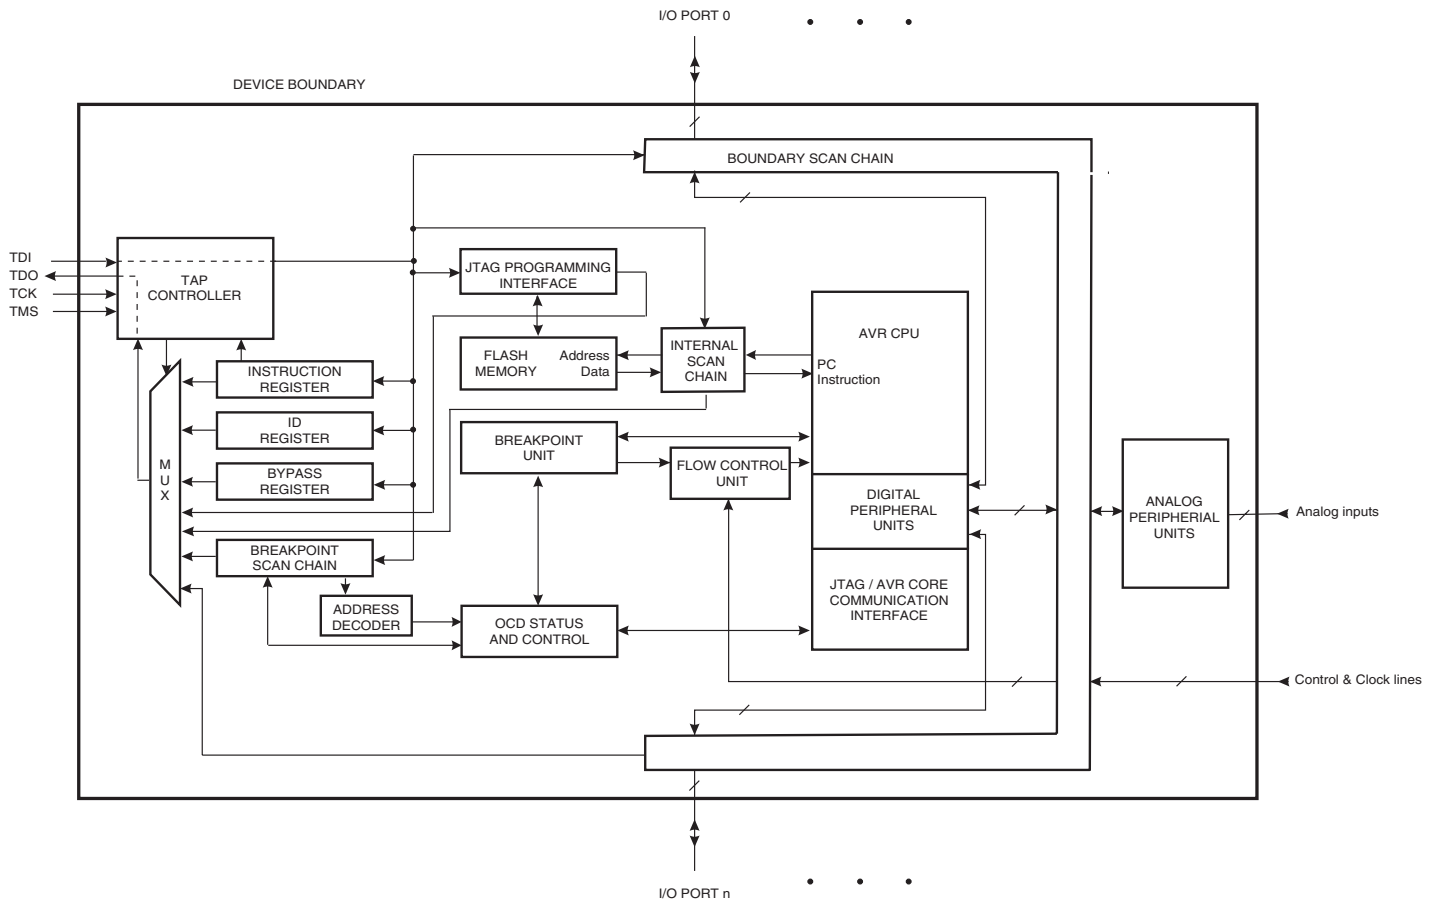 I/O PORT 0
DEVICE BOUNDARY
BOUNDARY SCAN CHAIN
TDI
TDO
TCK
TMS
TAP
CONTROLLER
JTAG PROGRAMMING
INTERFACE
AVR CPU
FLASH
MEMORY
Address
Data
INTERNAL
SCAN
CHAIN
PC
Instruction
INSTRUCTION
REGISTER
ID
REGISTER
BREAKPOINT
UNIT
FLOW CONTROL
UNIT
M
U
X
BYPASS
REGISTER
DIGITAL
PERIPHERAL
UNITS
ANALOG
PERIPHERIAL
UNITS
Analog inputs
BREAKPOINT
SCAN CHAIN
JTAG / AVR CORE
COMMUNICATION
INTERFACE
ADDRESS
DECODER
OCD STATUS
AND CONTROL
Control & Clock lines
I/O PORT n